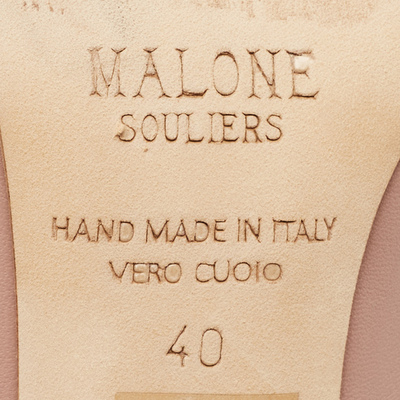 MALONE
SOULIERS
HAND MADE IN ITALY
VERO CUOIO
40